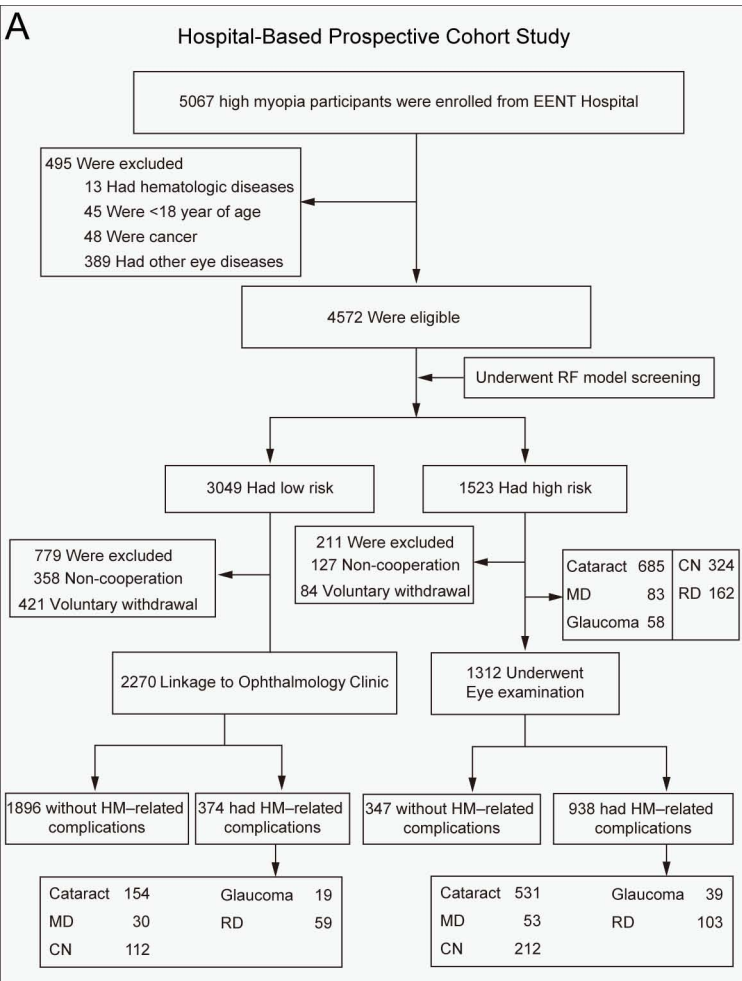 A
Hospital-Based Prospective Cohort Study
5067 high myopia participants were enrolled from EENT Hospital
495 Were excluded
13 Had hematologic diseases
45 Were <18 year of age
48 Were cancer
389 Had other eye diseases
4572 Were eligible
Underwent RF model screening
3049 Had low risk
1523 Had high risk
779 Were excluded
358 Non-cooperation
421 Voluntary withdrawal
211 Were excluded
127 Non-cooperation
84 Voluntary withdrawal
Cataract 685 CN 324
MD 83 RD 162
Glaucoma 58
2270 Linkage to Ophthalmology Clinic
1312 Underwent
Eye examination
1896 without HM–related
complications
374 had HM–related
complications
347 without HM–related
complications
938 had HM–related
complications
Cataract 154 Glaucoma 19
MD 30 RD 59
CN 112
Cataract 531 Glaucoma 39
MD 53 RD 103
CN 212